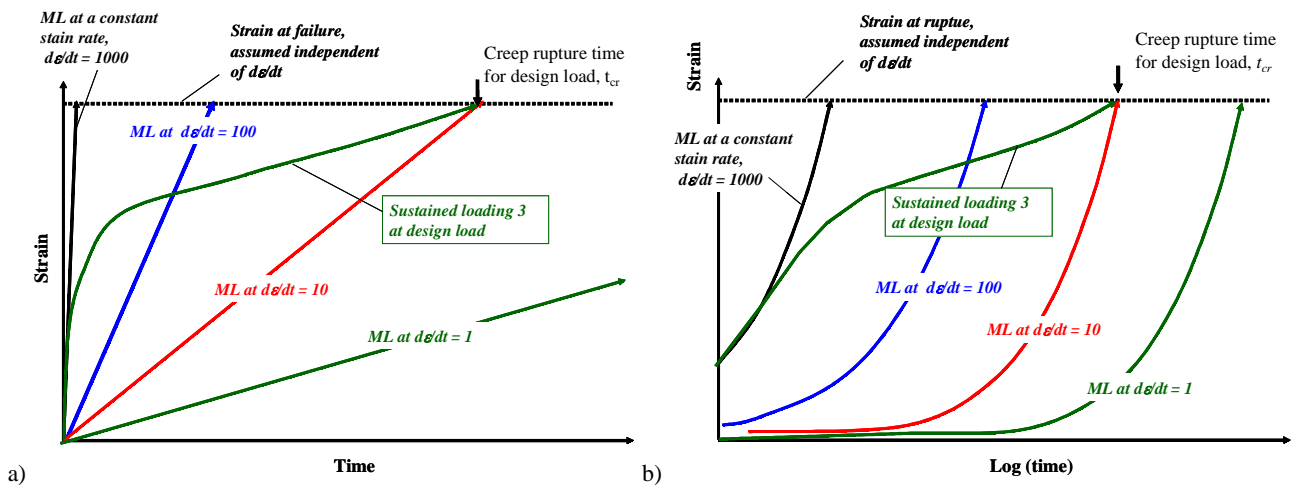 ML at a constant
stain rate,
dε/dt = 1000
Strain at failure,
assumed independent
of dε/dt
Creep rupture time
for design load, t_cr
ML at dε/dt = 100
Sustained loading 3
at design load
ML at dε/dt = 10
ML at dε/dt = 1
Strain
Time
a)
Strain
Strain at ruptue,
assumed independent
of dε/dt
Creep rupture time
for design load, t_cr
ML at a constant
stain rate,
dε/dt = 1000
Sustained loading 3
at design load
ML at dε/dt = 100
ML at dε/dt = 10
ML at dε/dt = 1
Log (time)
b)